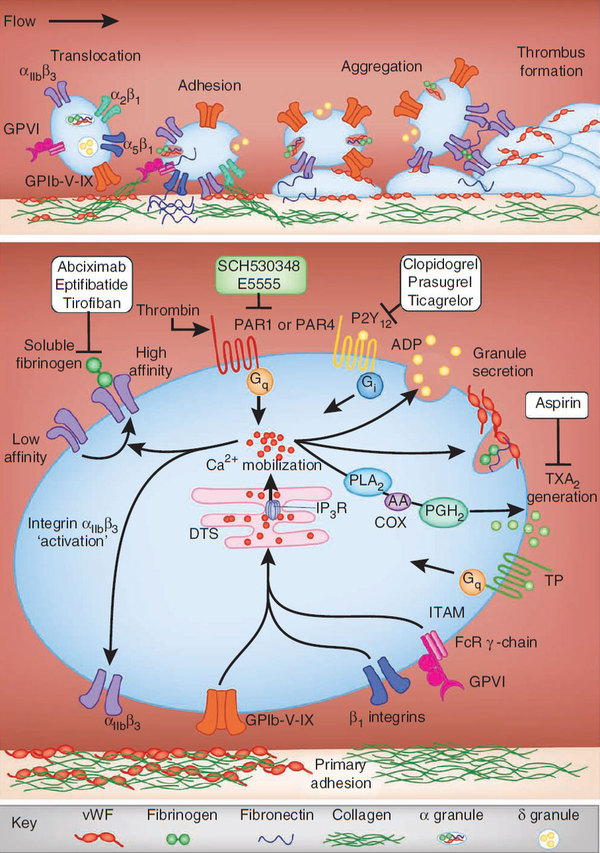 Flow
Translocation
αIIbβ3
α2β1
GPVI
α5β1
GPIb-V-IX
Adhesion
Aggregation
Thrombus
formation
Abciximab
Eptifibatide
Tirofiban
SCH530348
E5555
Clopidogrel
Prasugrel
Ticagrelor
Thrombin
PAR1 or PAR4
P2Y12
ADP
Soluble
fibrinogen
High
affinity
Low
affinity
Gq
Gi
Granule
secretion
Aspirin
Ca2+ mobilization
PLA2
AA
COX
PGH2
TXA2
generation
IP3R
DTS
Integrin αIIbβ3
‘activation’
Gq
TP
ITAM
FcR γ-chain
GPVI
αIIbβ3
GPIb-V-IX
β1 integrins
Primary
adhesion
Key
vWF
Fibrinogen
Fibronectin
Collagen
α granule
δ granule